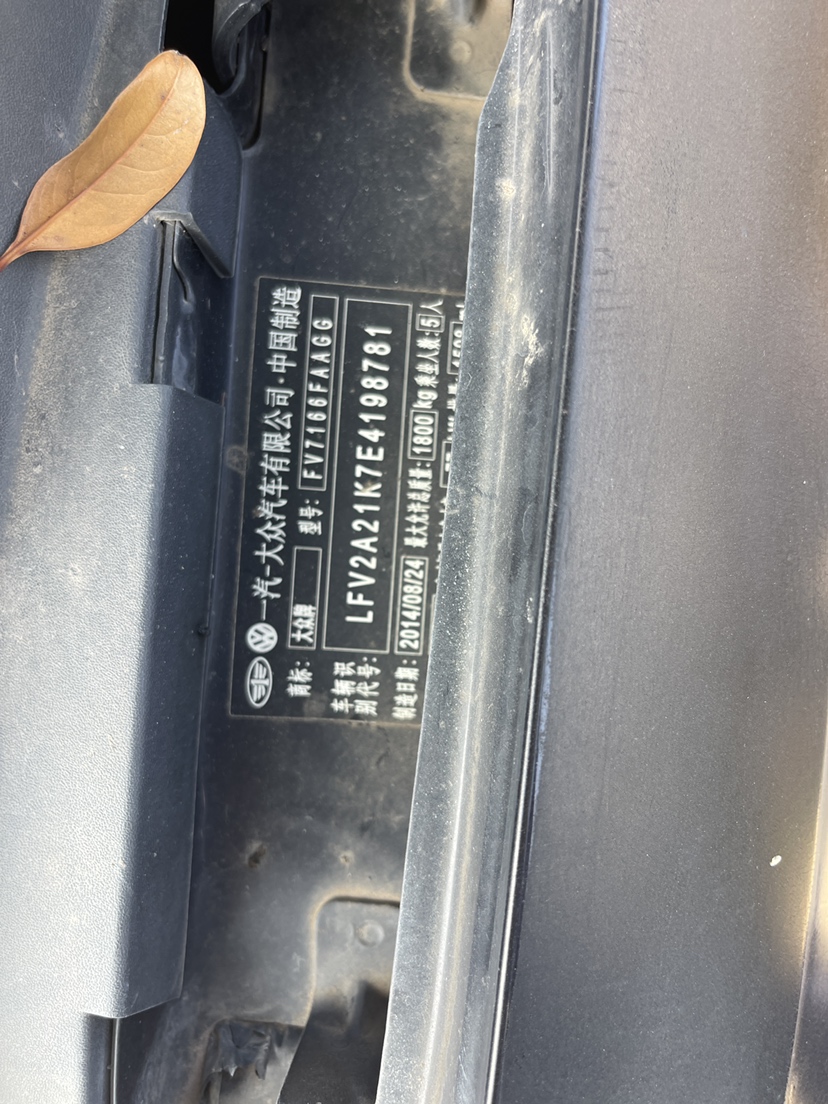 一汽-大众汽车有限公司·中国制造
商标: 大众牌 型号: FV7166FAAGG
车辆识别代号: LFV2A21K7E4198781
制造日期: 2014/08/24 最大允许总质量: 1800 kg 乘坐人数: 5 人